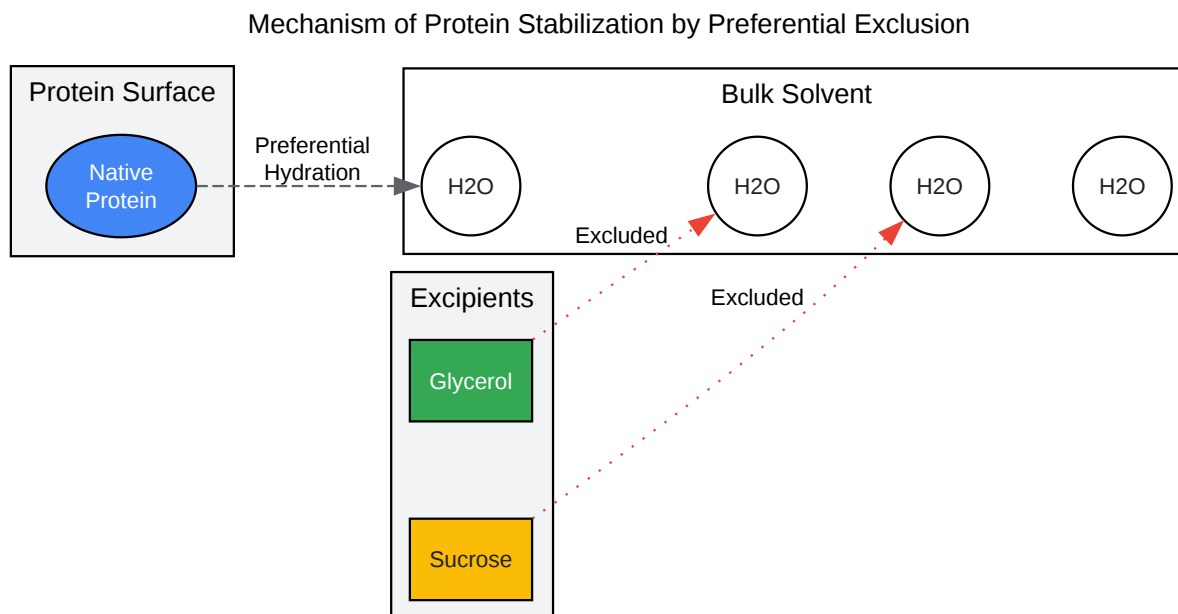 Mechanism of Protein Stabilization by Preferential Exclusion
Protein Surface
Native
Protein
Preferential
Hydration
Bulk Solvent
H2O
H2O
H2O
H2O
Excluded
Excluded
Excipients
Glycerol
Sucrose